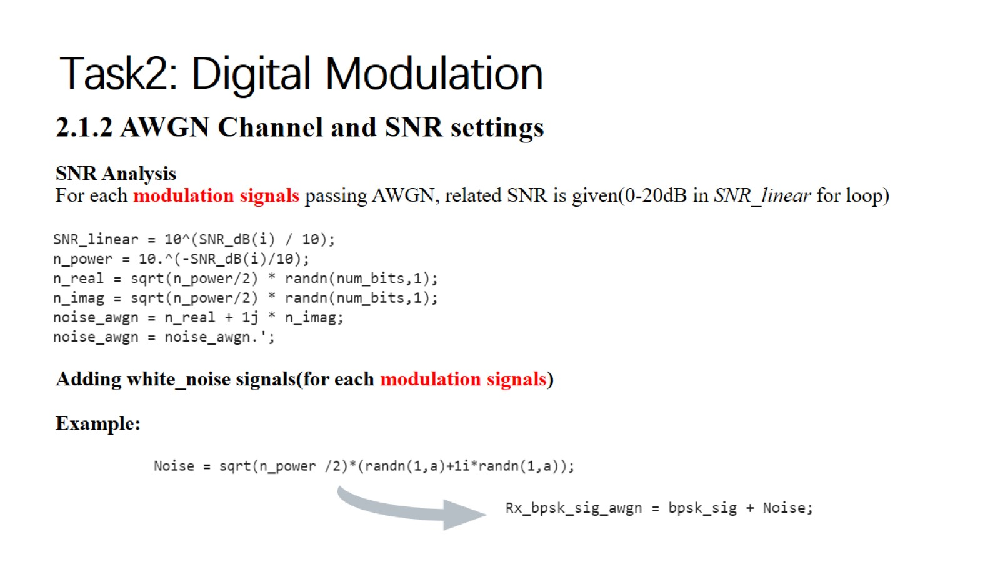 Task2: Digital Modulation
2.1.2 AWGN Channel and SNR settings
SNR Analysis
For each modulation signals passing AWGN, related SNR is given(0-20dB in SNR_linear for loop)
SNR_linear = 10^(SNR_dB(i) / 10);
n_power = 10.^(-SNR_dB(i)/10);
n_real = sqrt(n_power/2) * randn(num_bits,1);
n_imag = sqrt(n_power/2) * randn(num_bits,1);
noise_awgn = n_real + 1j * n_imag;
noise_awgn = noise_awgn.';
Adding white_noise signals(for each modulation signals)
Example:
Noise = sqrt(n_power /2)*(randn(1,a)+1i*randn(1,a));
Rx_bpsk_sig_awgn = bpsk_sig + Noise;